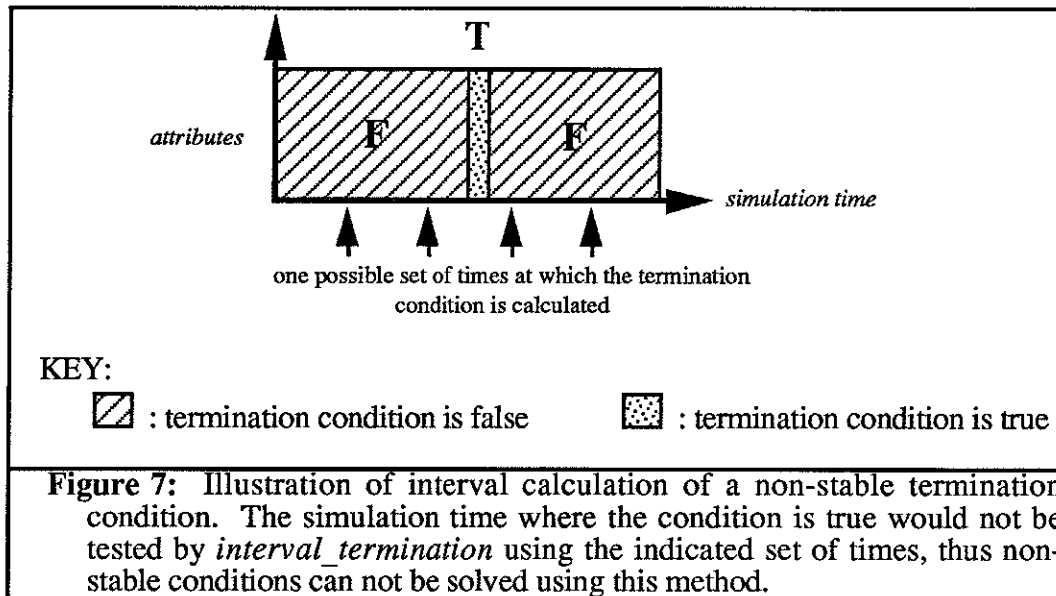 T
F
F
attributes
simulation time
one possible set of times at which the termination
condition is calculated
KEY:
: termination condition is false
: termination condition is true
Figure 7: Illustration of interval calculation of a non-stable termination
condition. The simulation time where the condition is true would not be
tested by interval_termination using the indicated set of times, thus non-
stable conditions can not be solved using this method.